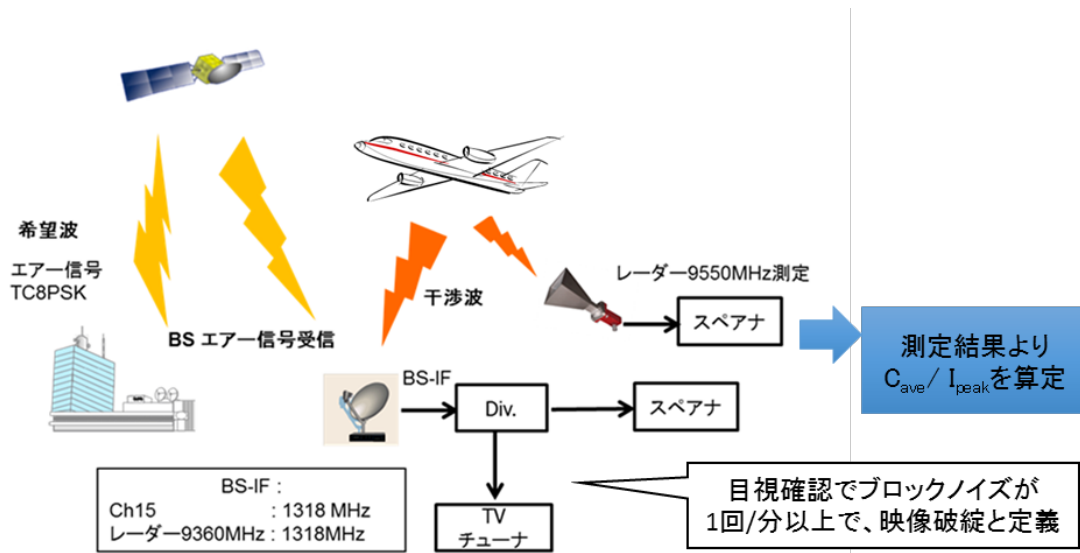 希望波
エアー信号
TC8PSK
BS エアー信号受信
干渉波
レーダー9550MHz測定
スペアナ
測定結果より
Cave/ Ipeakを算定
BS-IF
Div.
スペアナ
BS-IF :
Ch15 : 1318 MHz
レーダー9360MHz : 1318MHz
TV
チューナ
目視確認でブロックノイズが
1回/分以上で、映像破綻と定義